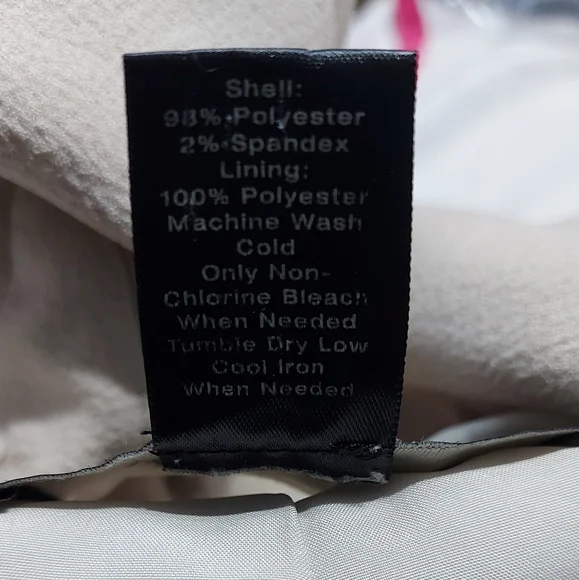 Shell:
98% Polyester
2% Spandex
Lining:
100% Polyester
Machine Wash
Cold
Only Non-
Chlorine Bleach
When Needed
Tumble Dry Low
Cool Iron
When Needed